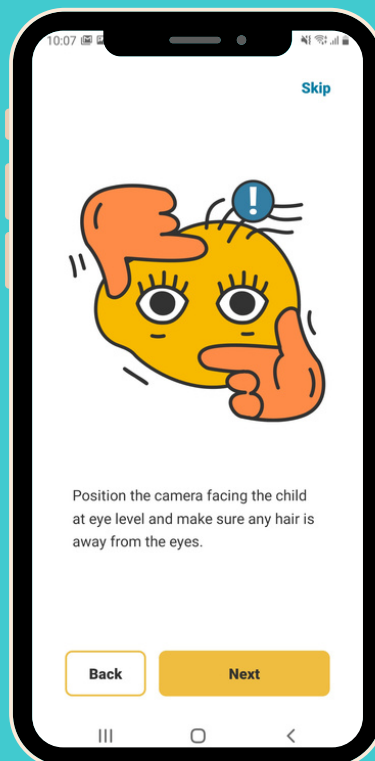 10:07
Skip
!
Position the camera facing the child
at eye level and make sure any hair is
away from the eyes.
Back
Next